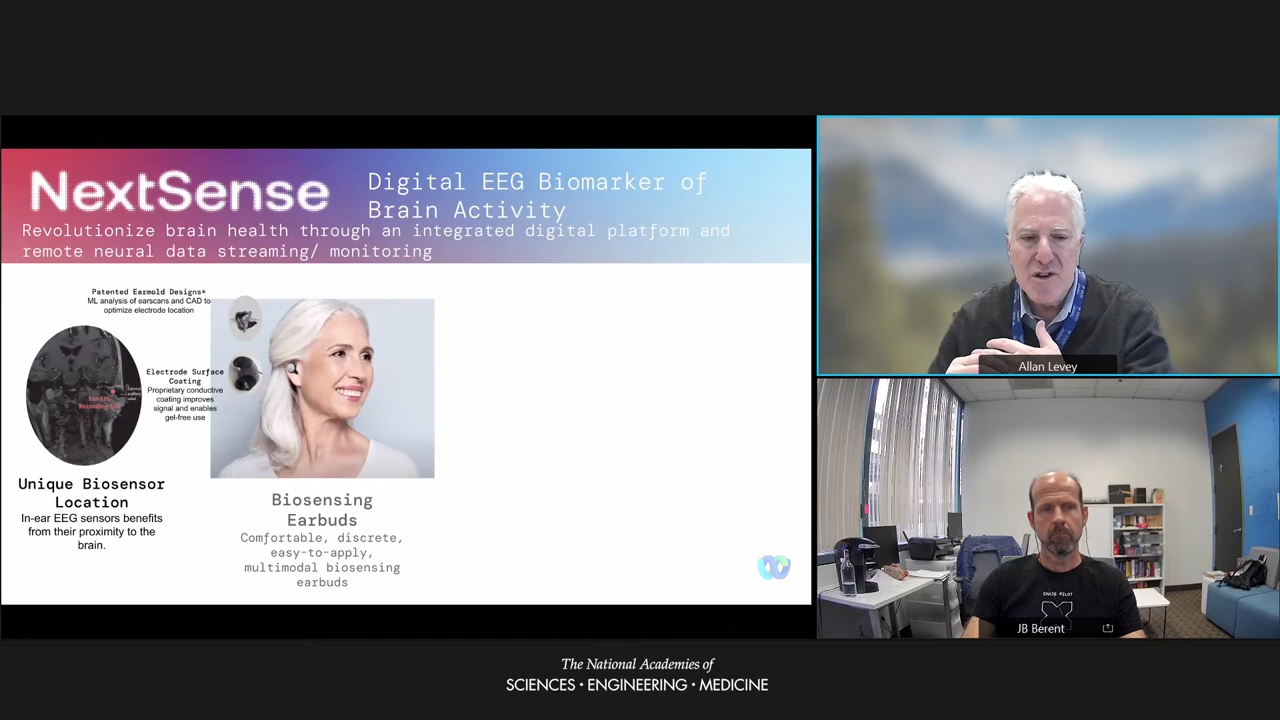 NextSense
Digital EEG Biomarker of
Brain Activity
Revolutionize brain health through an integrated digital platform and
remote neural data streaming/ monitoring
Patented Earmold Designs*
ML analysis of earscans and CAD to
optimize electrode location
Electrode Surface
Coating
Proprietary conductive
coating improves
signal and enables
gel-free use
Unique Biosensor
Location
In-ear EEG sensors benefits
from their proximity to the
brain.
Biosensing
Earbuds
Comfortable, discrete,
easy-to-apply,
multimodal biosensing
earbuds
Allan Levey
CHAOS PILOT
JB Berent
The National Academies of
SCIENCES • ENGINEERING • MEDICINE